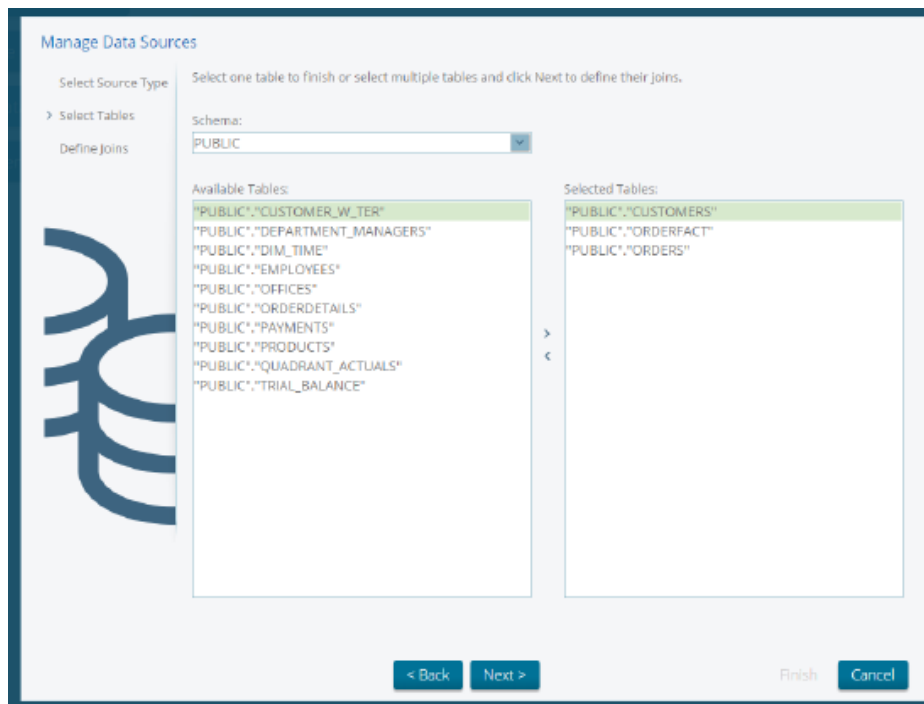 Manage Data Sources
Select Source Type
Select Tables
Define Joins
Select one table to finish or select multiple tables and click Next to define their joins.
Schema:
PUBLIC
Available Tables:
"PUBLIC"."CUSTOMER_W_TER"
"PUBLIC"."DEPARTMENT_MANAGERS"
"PUBLIC"."DIM_TIME"
"PUBLIC"."EMPLOYEES"
"PUBLIC"."OFFICES"
"PUBLIC"."ORDERDETAILS"
"PUBLIC"."PAYMENTS"
"PUBLIC"."PRODUCTS"
"PUBLIC"."QUADRANT_ACTUALS"
"PUBLIC"."TRIAL_BALANCE"
Selected Tables:
"PUBLIC"."CUSTOMERS"
"PUBLIC"."ORDERFACT"
"PUBLIC"."ORDERS"
< Back
Next >
Finish
Cancel